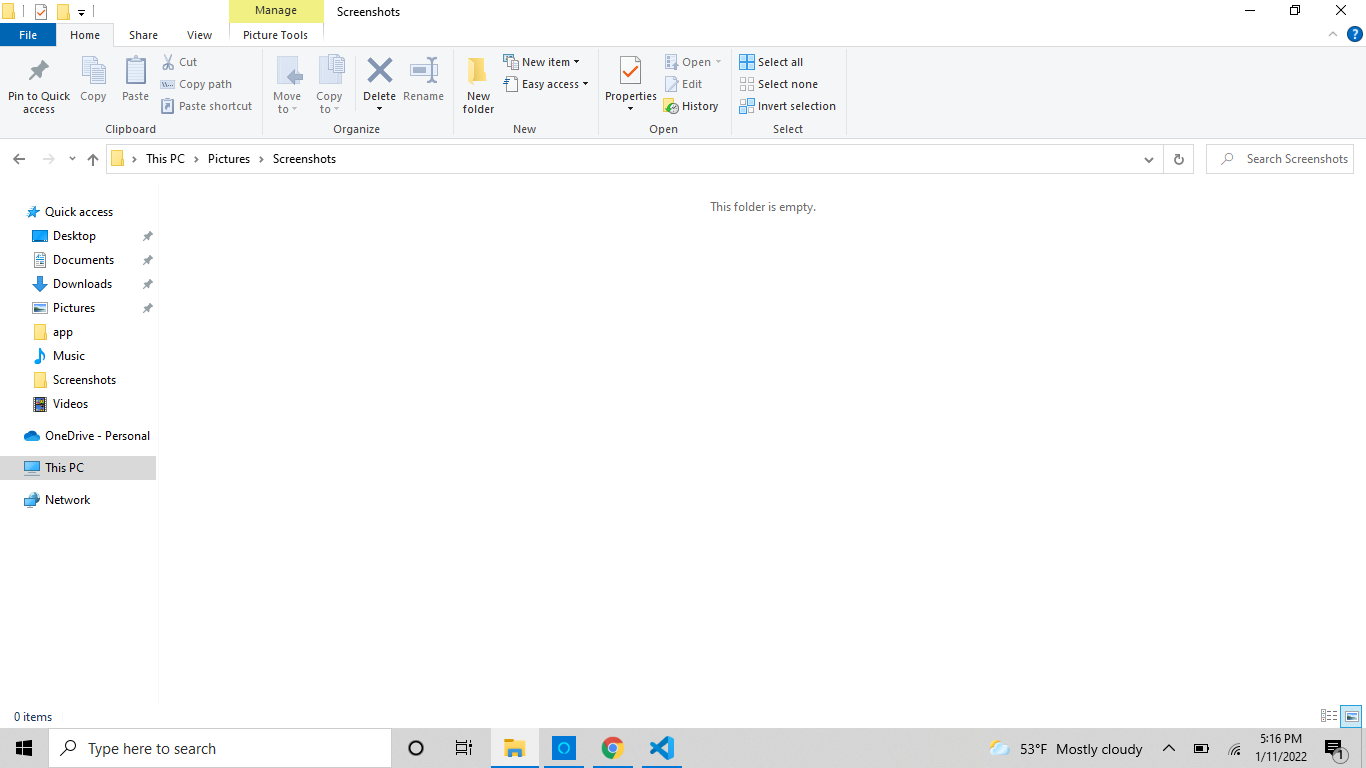 Manage
Screenshots
File
Home
Share
View
Picture Tools
?
Pin to Quick access
Copy
Paste
Cut
Copy path
Paste shortcut
Clipboard
Move to
Copy to
Delete
Rename
Organize
New folder
New item
Easy access
New
Properties
Open
Edit
History
Open
Select all
Select none
Invert selection
Select
This PC > Pictures > Screenshots
Search Screenshots
This folder is empty.
Quick access
Desktop
Documents
Downloads
Pictures
app
Music
Screenshots
Videos
OneDrive - Personal
This PC
Network
0 items
Type here to search
53°F Mostly cloudy
5:16 PM
1/11/2022
1